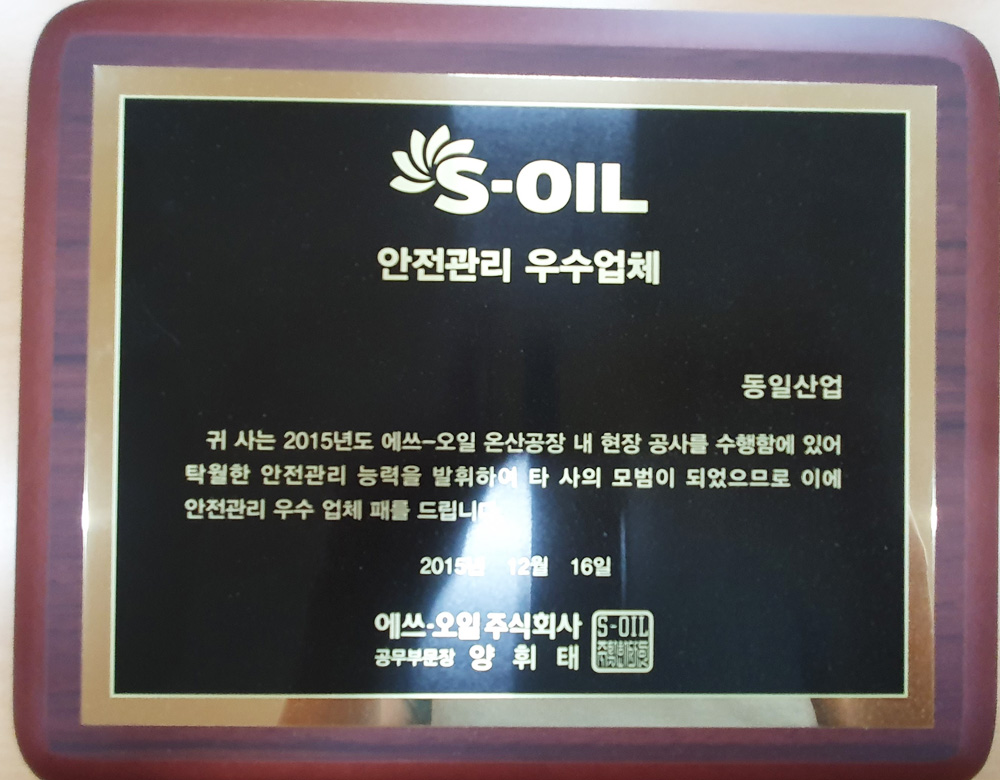 S-OIL
안전관리 우수업체
동일산업
귀 사는 2015년도 에쓰-오일 온산공장 내 현장 공사를 수행함에 있어
탁월한 안전관리 능력을 발휘하여 타 사의 모범이 되었으므로 이에
안전관리 우수 업체 패를 드립니다.
2015년 12월 16일
에쓰-오일 주식회사
공무부문장 양 휘 태
S-OIL